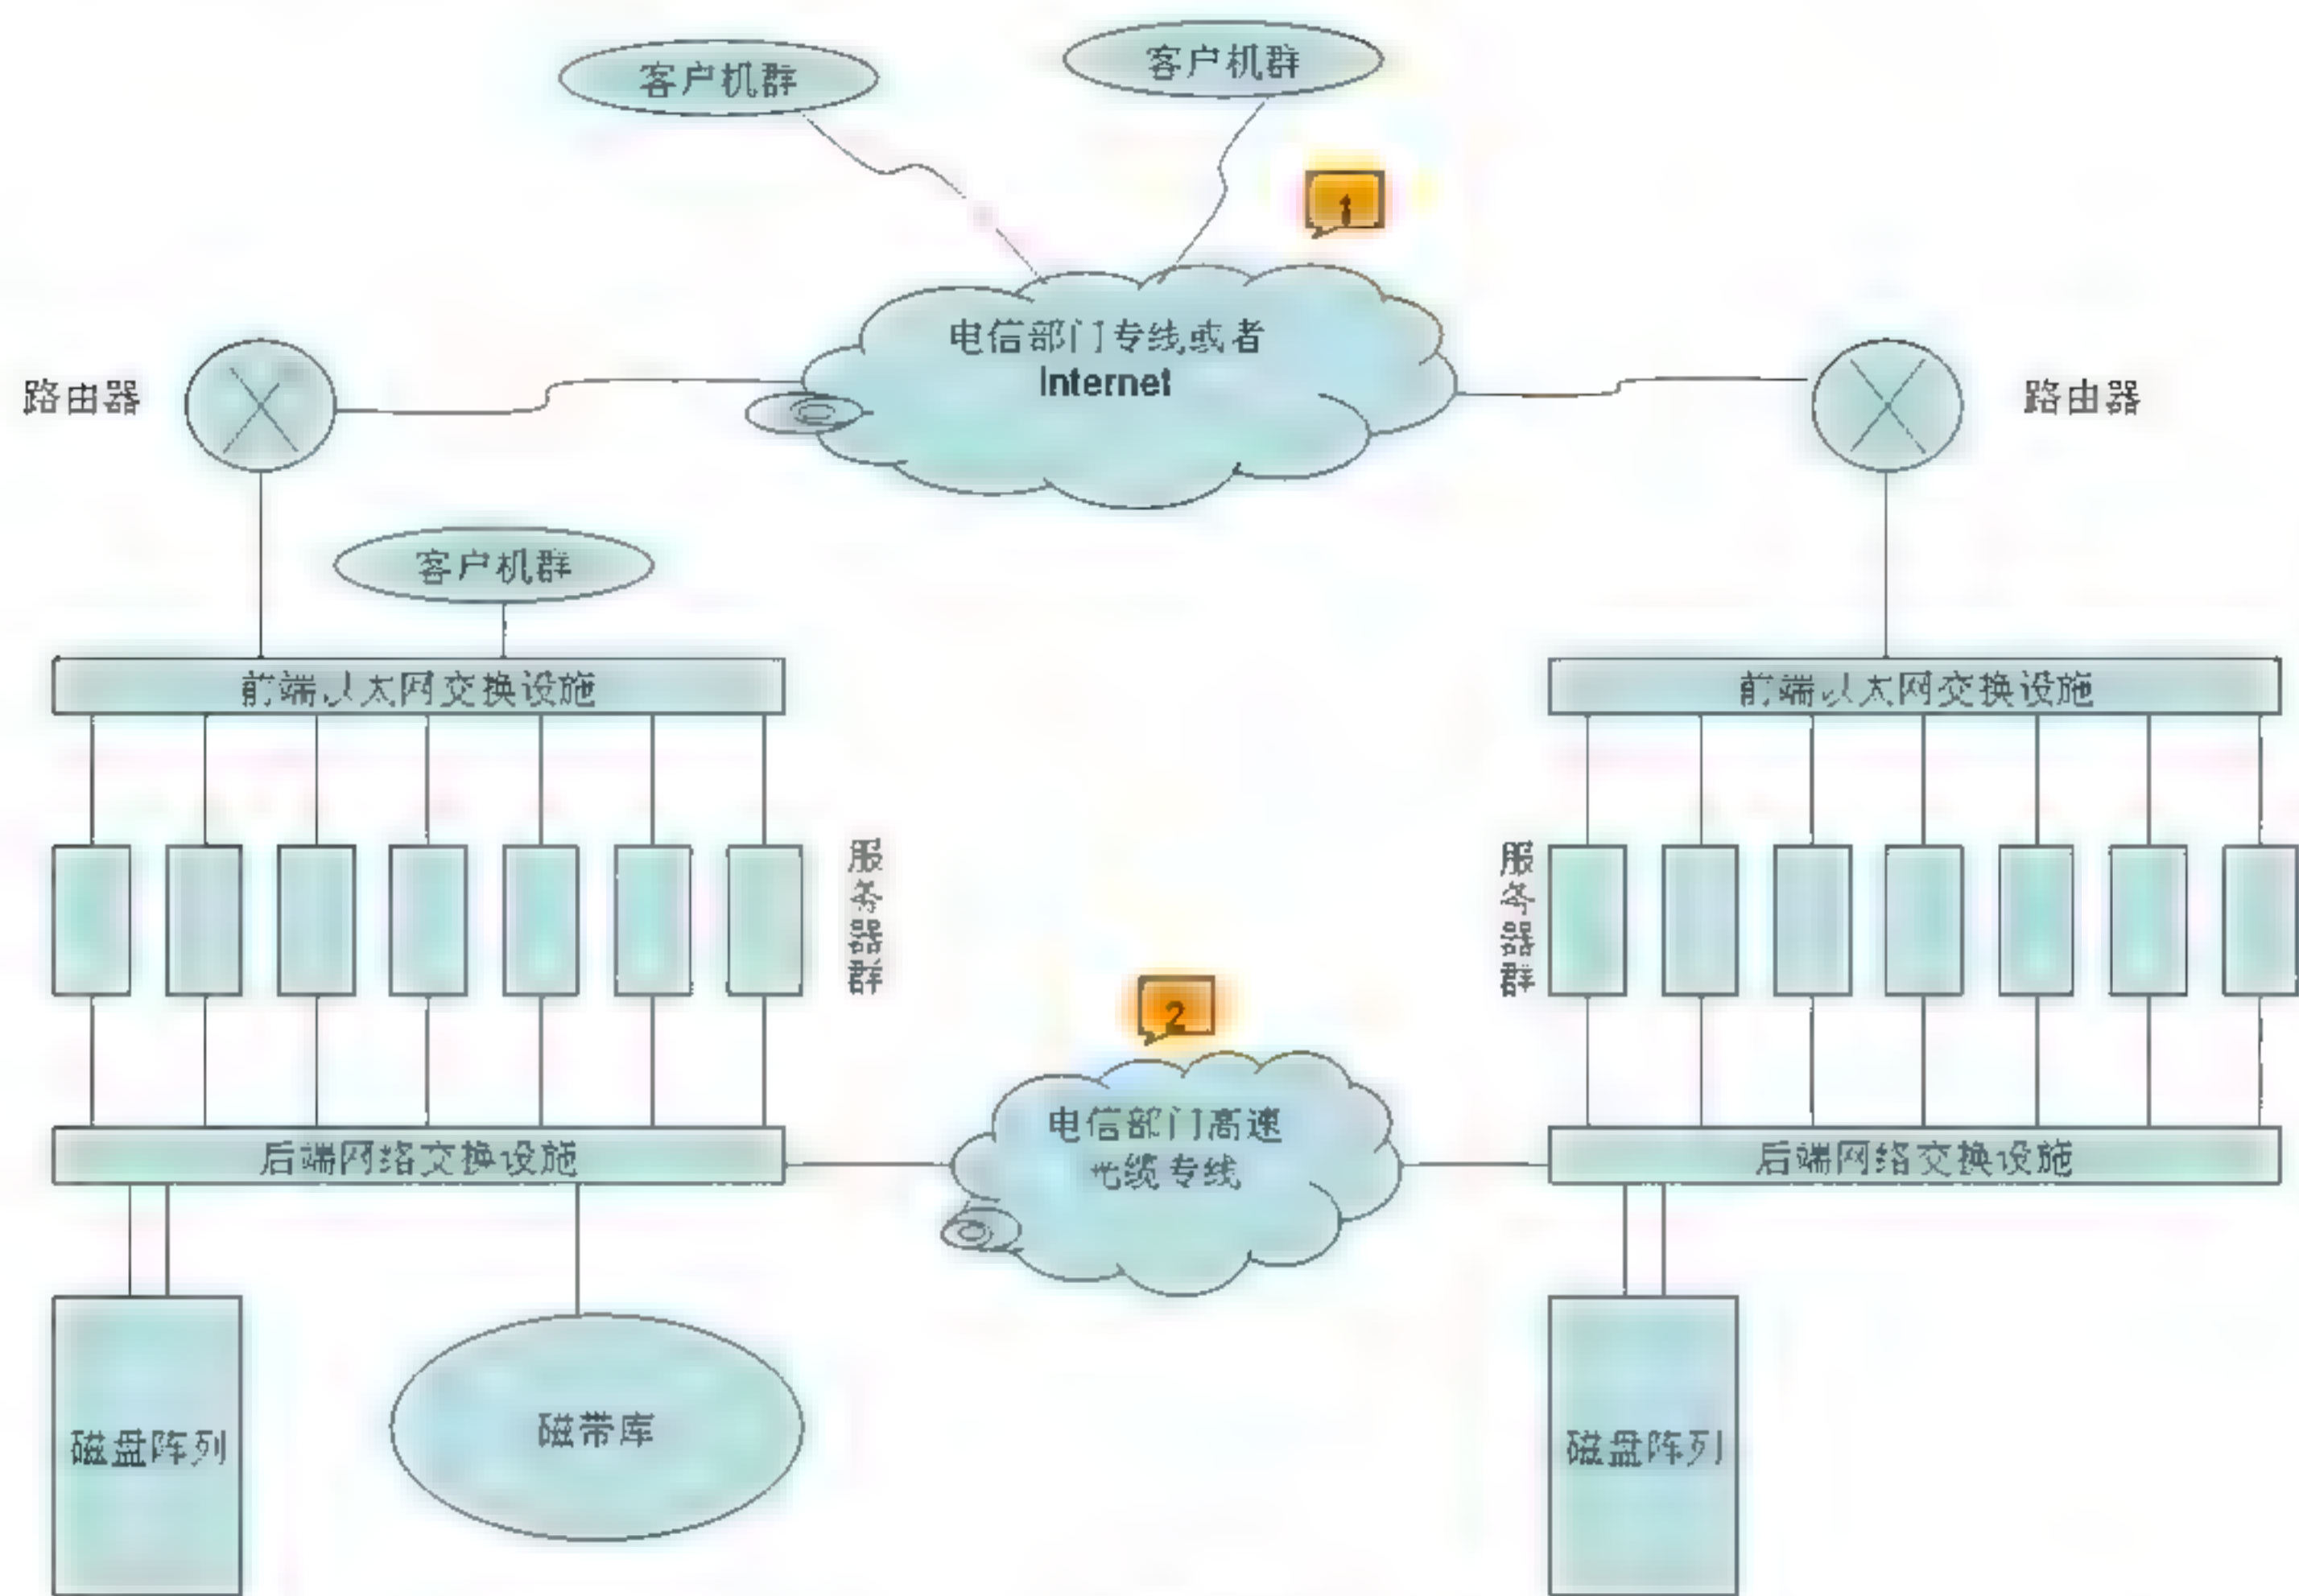 客户机群
客户机群
1
电信部门专线或者
Internet
路由器
路由器
客户机群
前端以太网交换设施
前端以太网交换设施
服务器群
服务器群
2
电信部门高速
光缆专线
后端网络交换设施
后端网络交换设施
磁盘阵列
磁带库
磁盘阵列